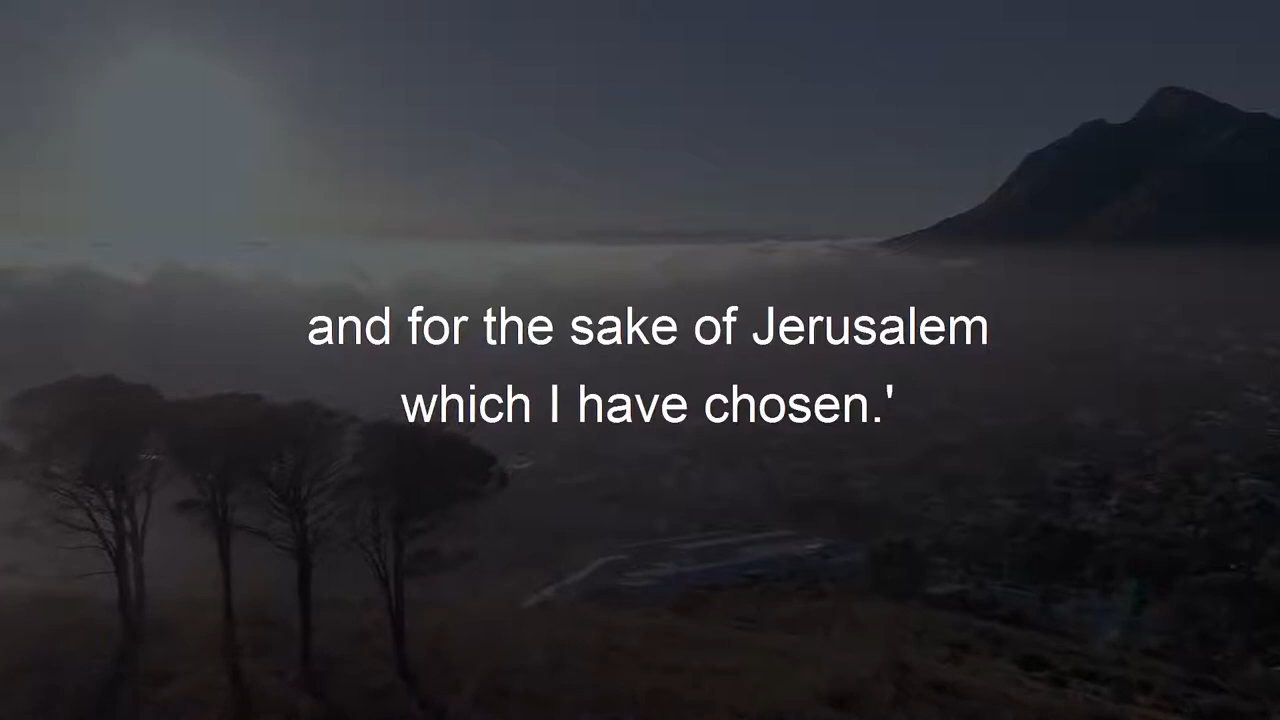 and for the sake of Jerusalem
which I have chosen.'